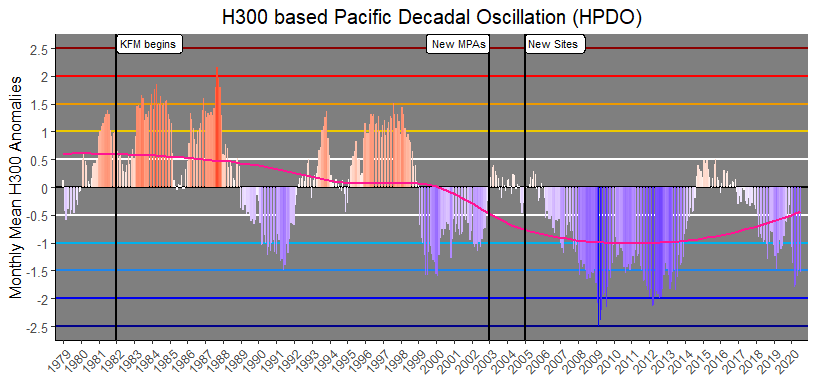 H300 based Pacific Decadal Oscillation (HPDO)
KFM begins
New MPAs
New Sites
Monthly Mean H300 Anomalies
2.5
2
1.5
1
0.5
0
-0.5
-1
-1.5
-2
-2.5
1979 1980 1981 1982 1983 1984 1985 1986 1987 1988 1989 1990 1991 1992 1993 1994 1995 1996 1997 1998 1999 2000 2001 2002 2003 2004 2005 2006 2007 2008 2009 2010 2011 2012 2013 2014 2015 2016 2017 2018 2019 2020